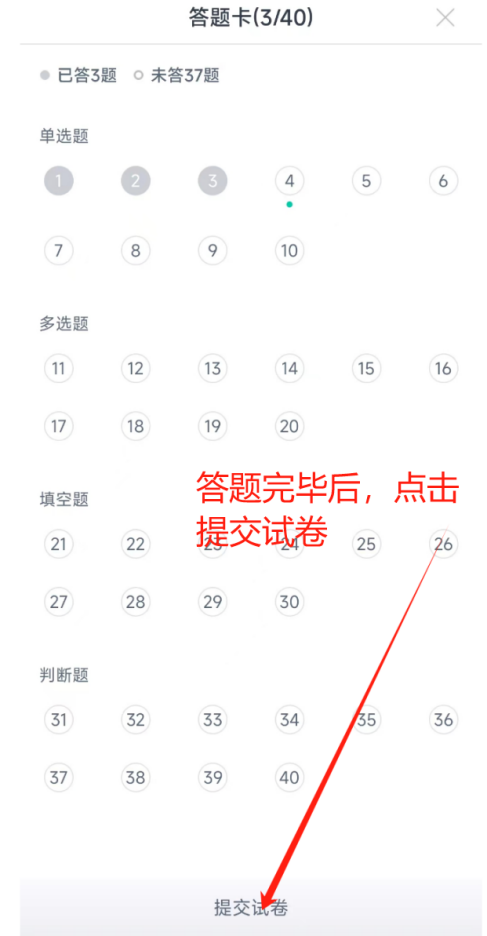 答题卡(3/40)
已答3题 未答37题
单选题
1 2 3 4 5 6
7 8 9 10
多选题
11 12 13 14 15 16
17 18 19 20
答题完毕后，点击
填空题
提交试卷
21 22 23 24 25 26
27 28 29 30
判断题
31 32 33 34 35 36
37 38 39 40
提交试卷